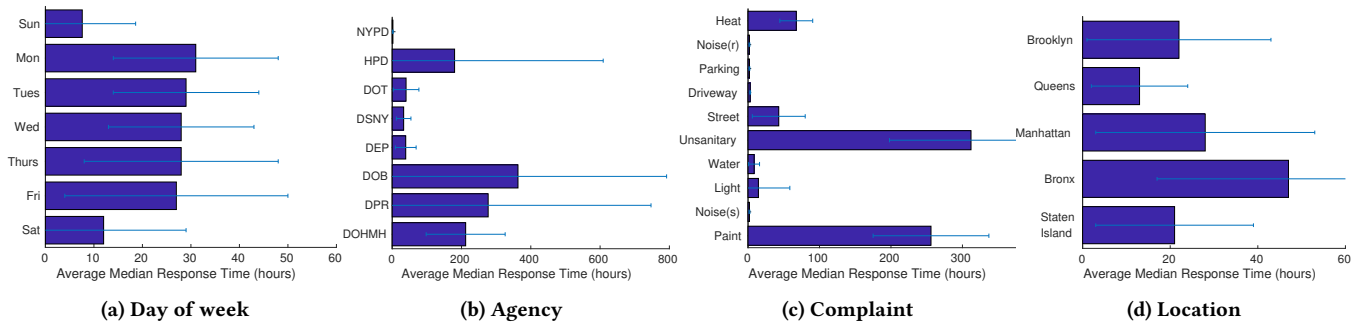 Sun
Mon
Tues
Wed
Thurs
Fri
Sat
0 10 20 30 40 50 60
Average Median Response Time (hours)
(a) Day of week
NYPD
HPD
DOT
DSNY
DEP
DOB
DPR
DOHMH
0 200 400 600 800
Average Median Response Time (hours)
(b) Agency
Heat
Noise(r)
Parking
Driveway
Street
Unsanitary
Water
Light
Noise(s)
Paint
0 100 200 300
Average Median Response Time (hours)
(c) Complaint
Brooklyn
Queens
Manhattan
Bronx
Staten
Island
0 20 40 60
Average Median Response Time (hours)
(d) Location